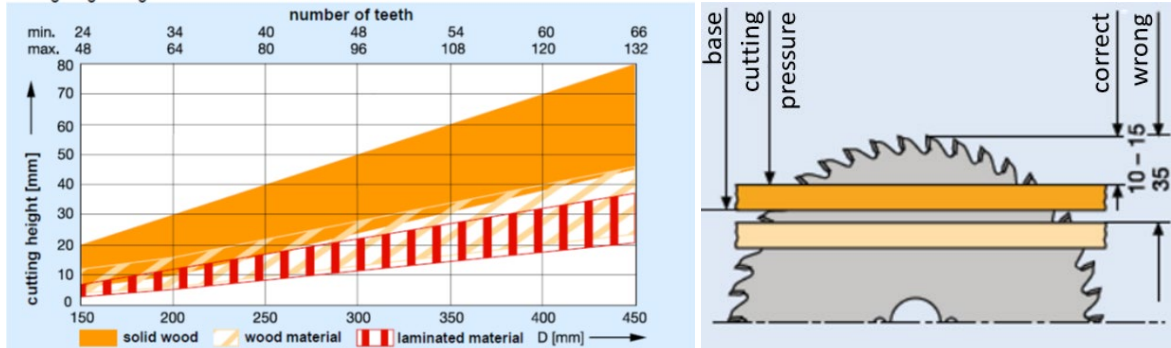 number of teeth
min. 24 34 40 48 54 60 66
max. 48 64 80 96 108 120 132
80
70
60
50
40
30
20
10
0
cutting height [mm]
150 200 250 300 350 400 450
solid wood wood material laminated material D [mm]
base
cutting
pressure
correct
wrong
10 – 15
35